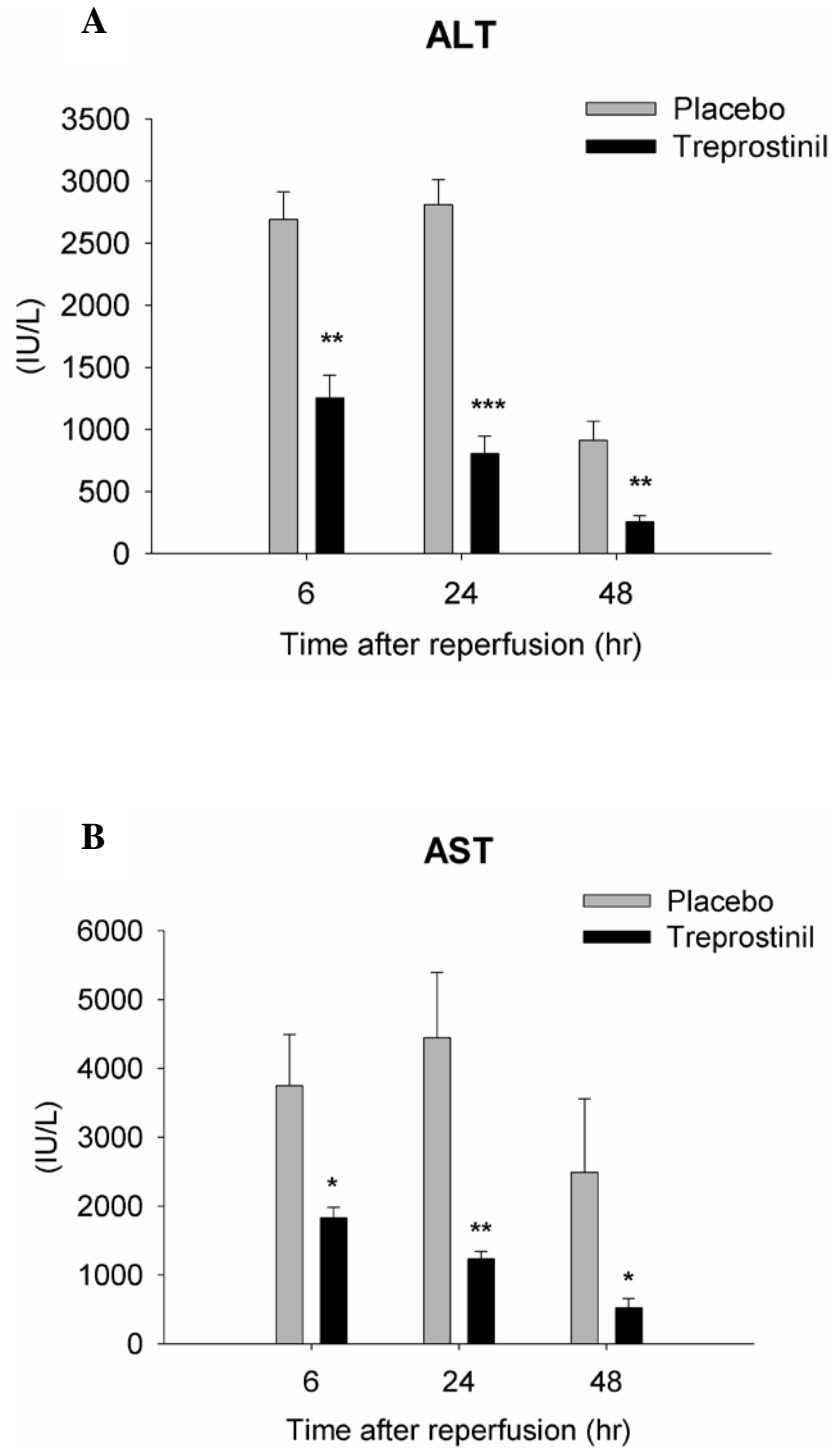 A
ALT
Placebo
Treprostinil
3500
3000
2500
2000
1500
1000
500
0
(IU/L)
**
***
**
6 24 48
Time after reperfusion (hr)
B
AST
Placebo
Treprostinil
6000
5000
4000
3000
2000
1000
0
(IU/L)
*
**
*
6 24 48
Time after reperfusion (hr)